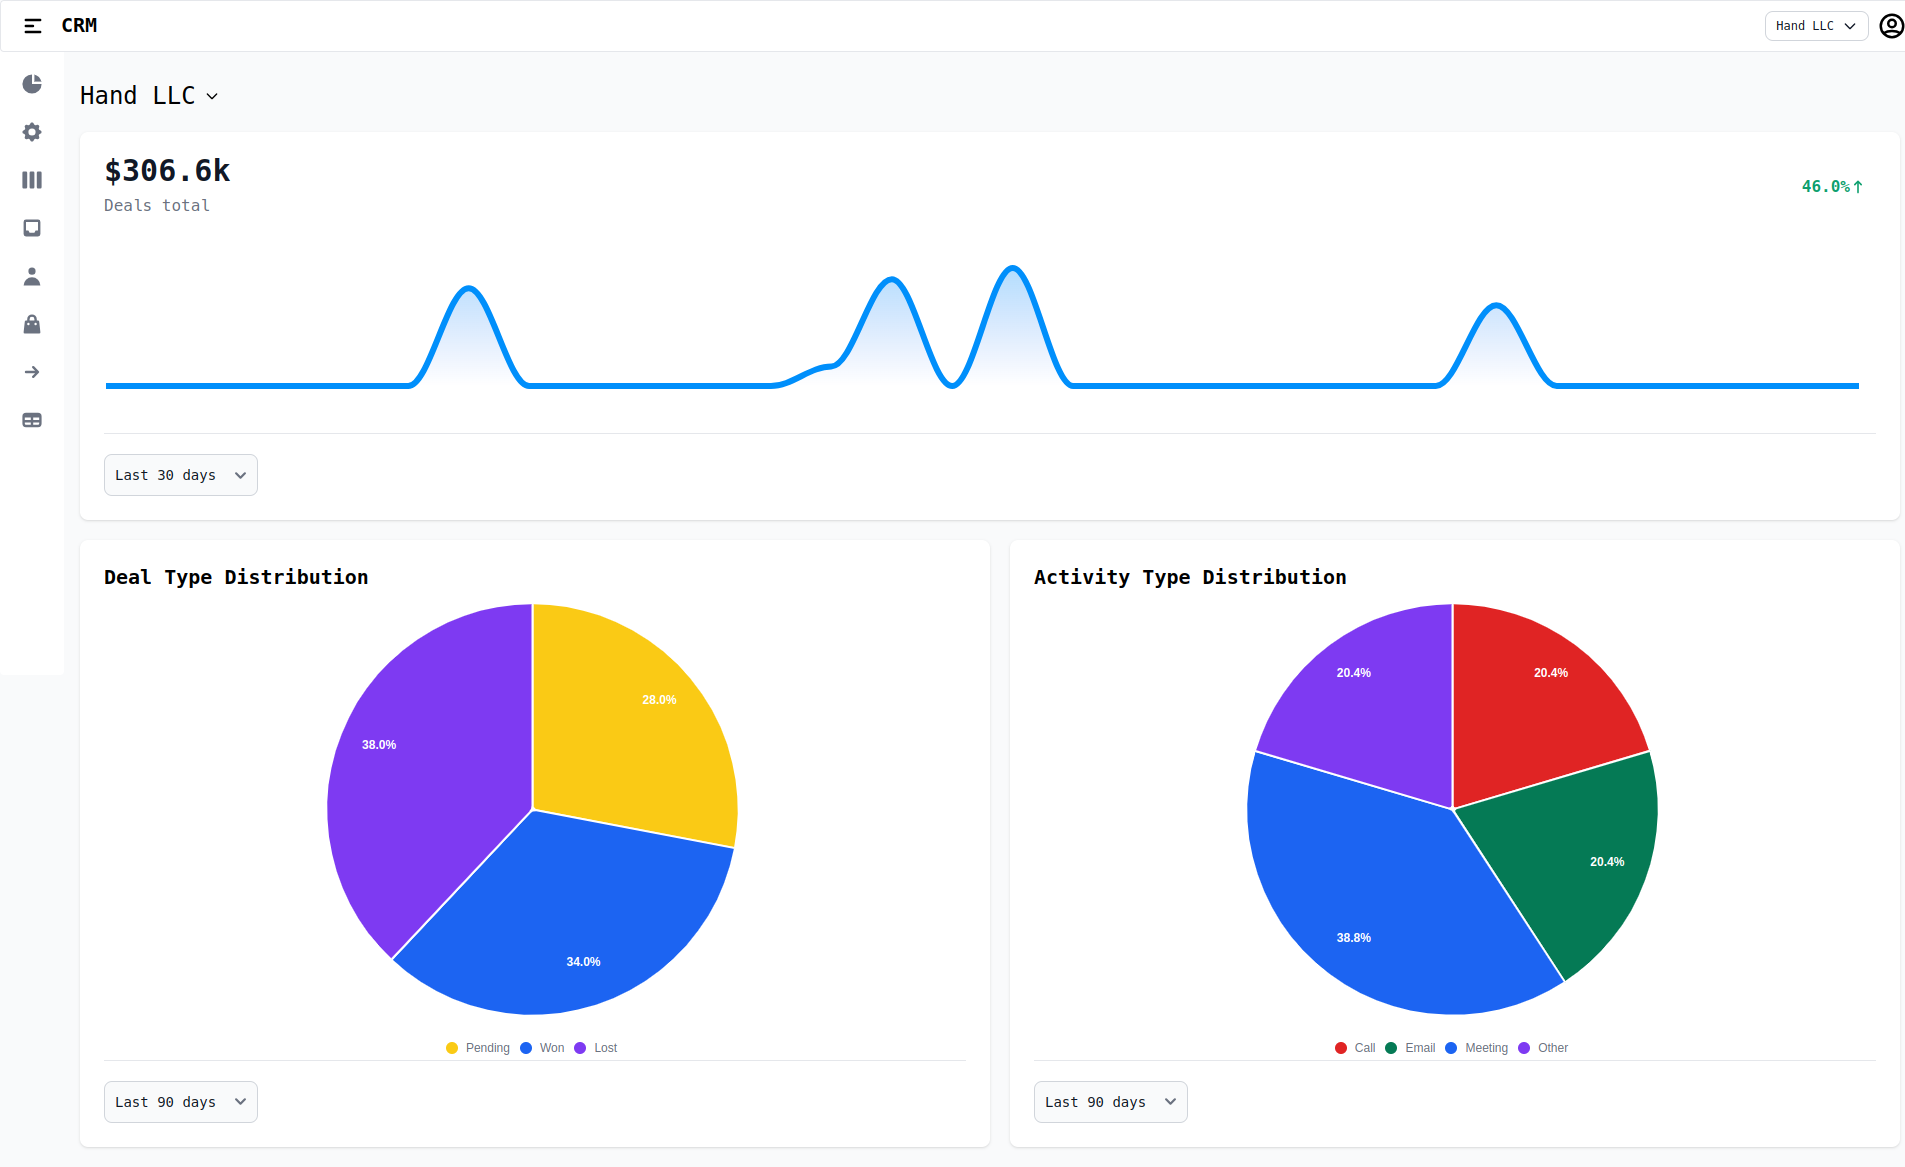 CRM
Hand LLC
Hand LLC
$306.6k
Deals total
46.0%
Last 30 days
Deal Type Distribution
28.0%
38.0%
34.0%
Pending Won Lost
Last 90 days
Activity Type Distribution
20.4%
20.4%
20.4%
38.8%
Call Email Meeting Other
Last 90 days